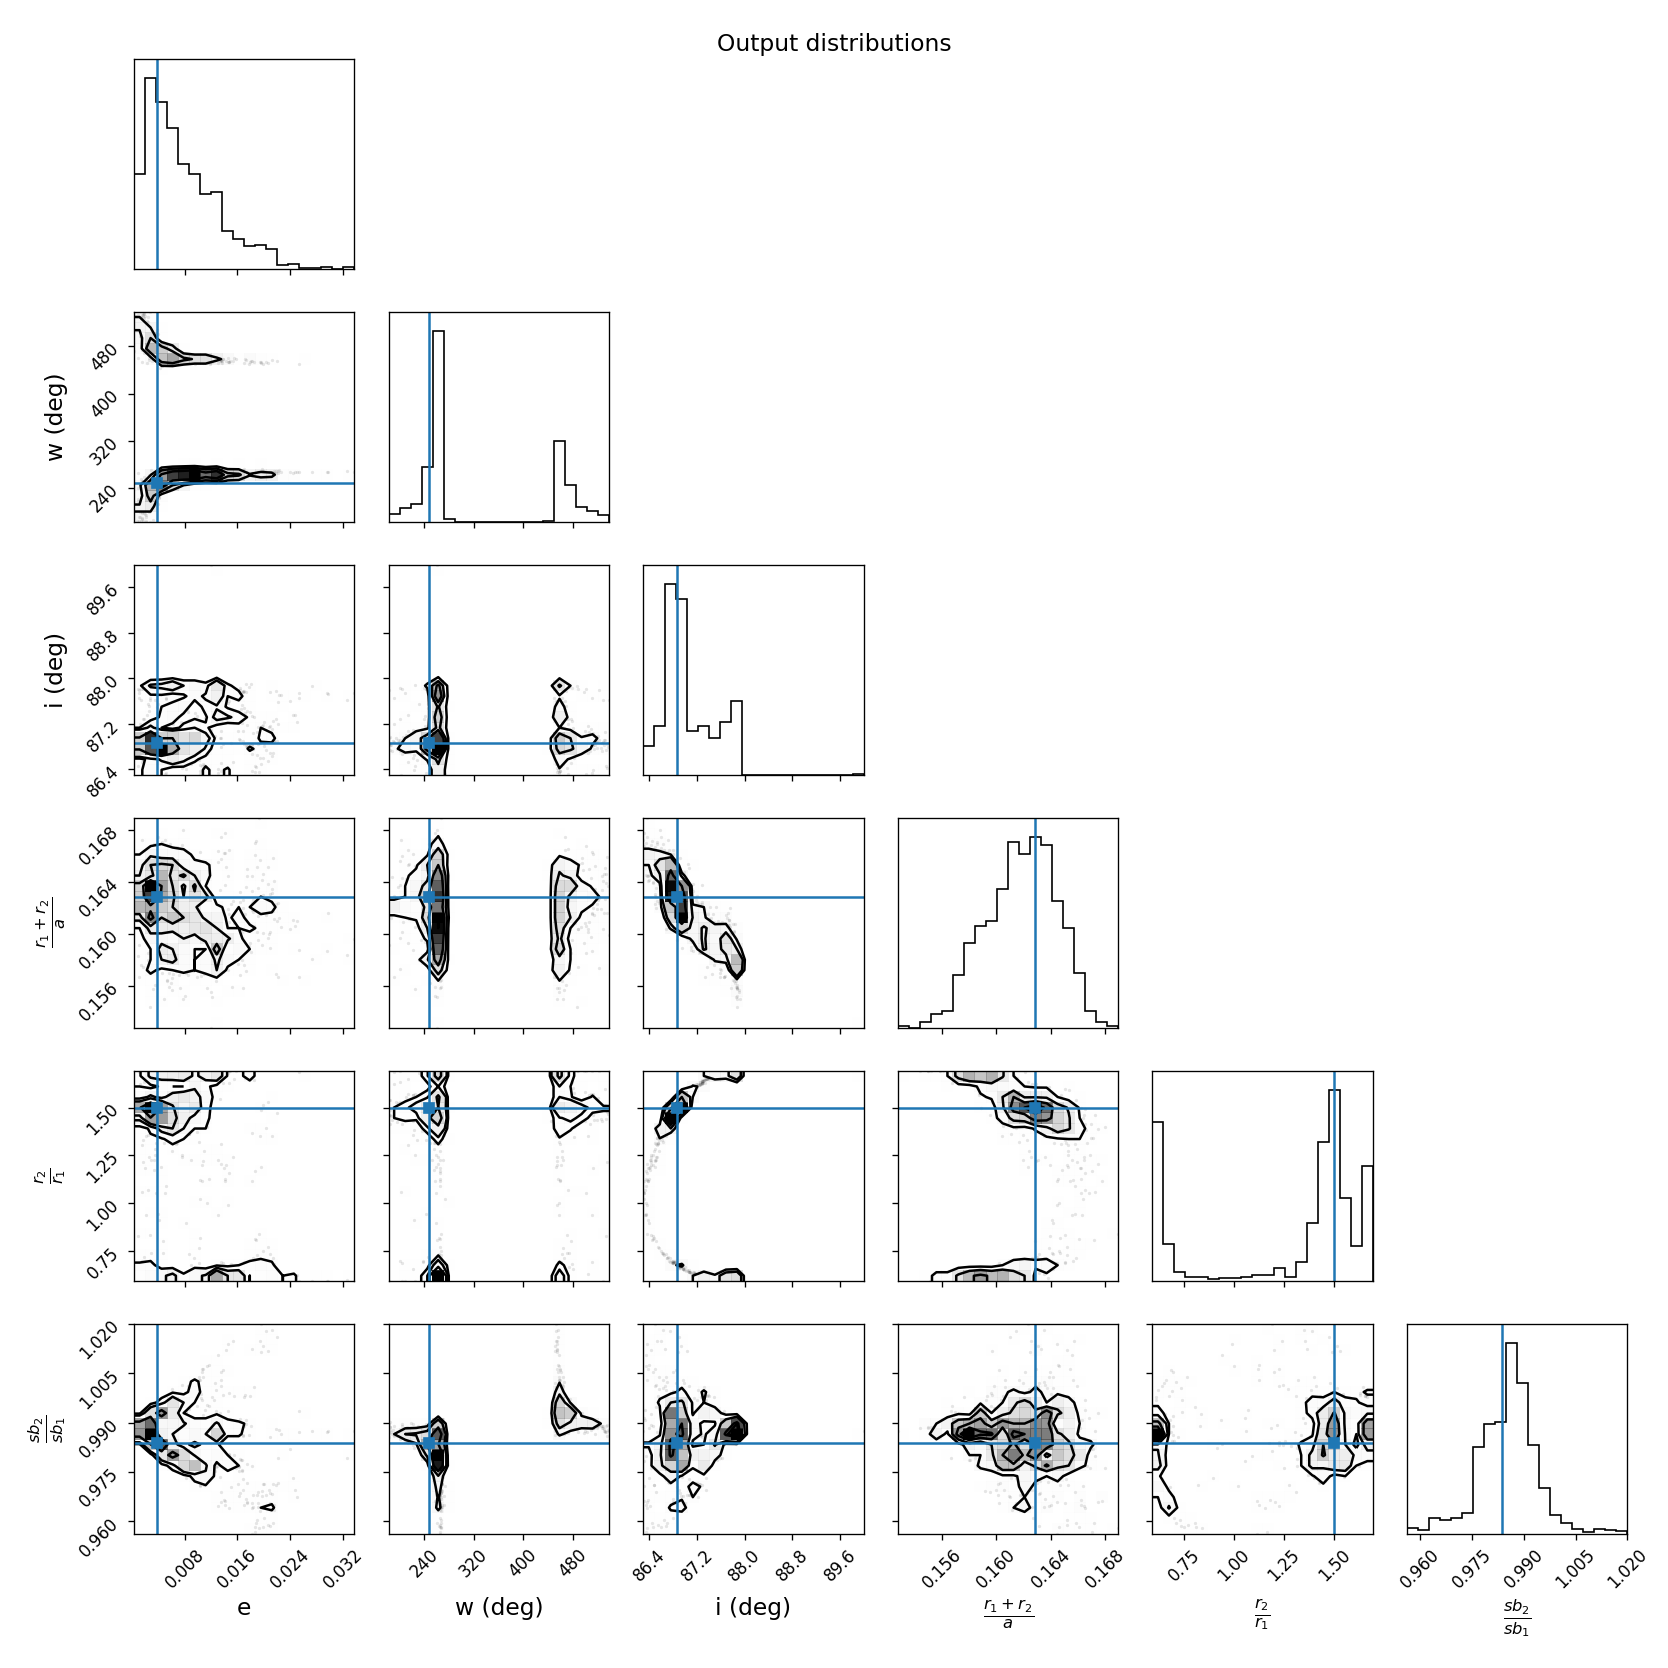 Output distributions
480
400
320
240
w (deg)
89.6
88.8
88.0
87.2
86.4
i (deg)
0.168
0.164
0.160
0.156
r₁ + r₂
a
1.50
1.25
1.00
0.75
r₂
r₁
1.020
1.005
0.990
0.975
0.960
sb₂
sb₁
0.008 0.016 0.024 0.032 240 320 400 480 86.4 87.2 88.0 88.8 89.6 0.156 0.160 0.164 0.168 0.75 1.00 1.25 1.50 0.960 0.975 0.990 1.005 1.020
e w (deg) i (deg) r₁ + r₂ r₂ sb₂
a r₁ sb₁